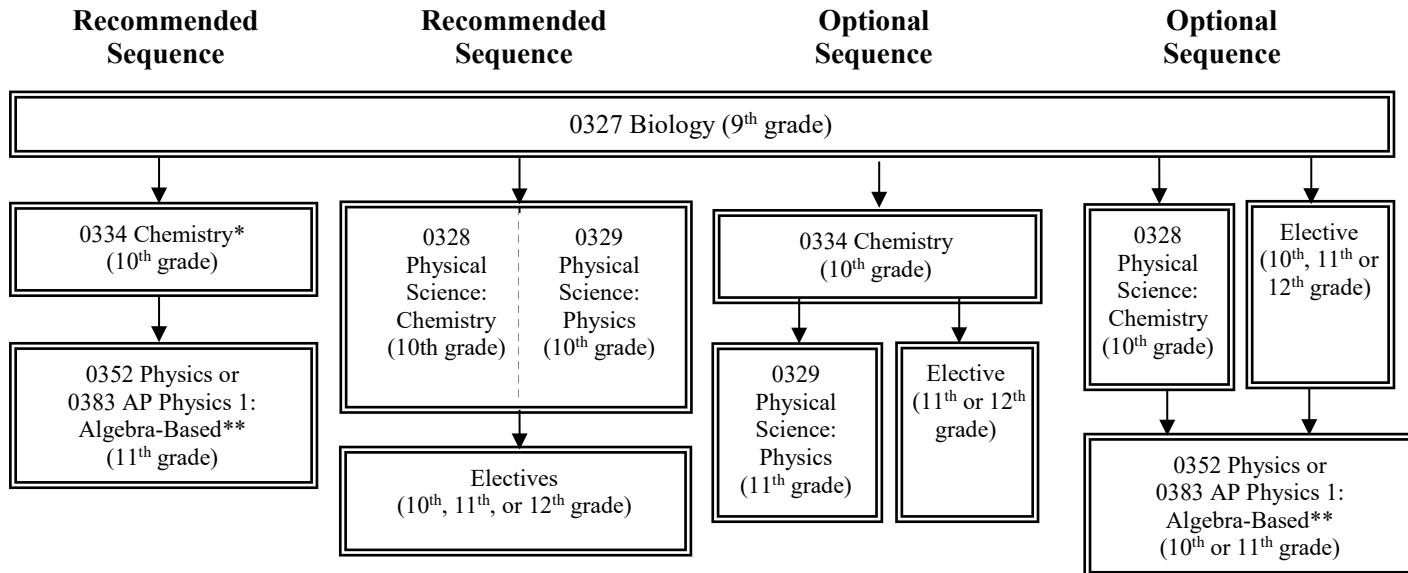 Recommended
Sequence
Recommended
Sequence
Optional
Sequence
Optional
Sequence
0327 Biology (9th grade)
0334 Chemistry*
(10th grade)
0352 Physics or
0383 AP Physics 1:
Algebra-Based**
(11th grade)
0328
Physical
Science:
Chemistry
(10th grade)
0329
Physical
Science:
Physics
(10th grade)
Electives
(10th, 11th, or 12th grade)
0334 Chemistry
(10th grade)
0329
Physical
Science:
Physics
(11th grade)
Elective
(11th or 12th
grade)
0328
Physical
Science:
Chemistry
(10th grade)
Elective
(10th, 11th or
12th grade)
0352 Physics or
0383 AP Physics 1:
Algebra-Based**
(10th or 11th grade)